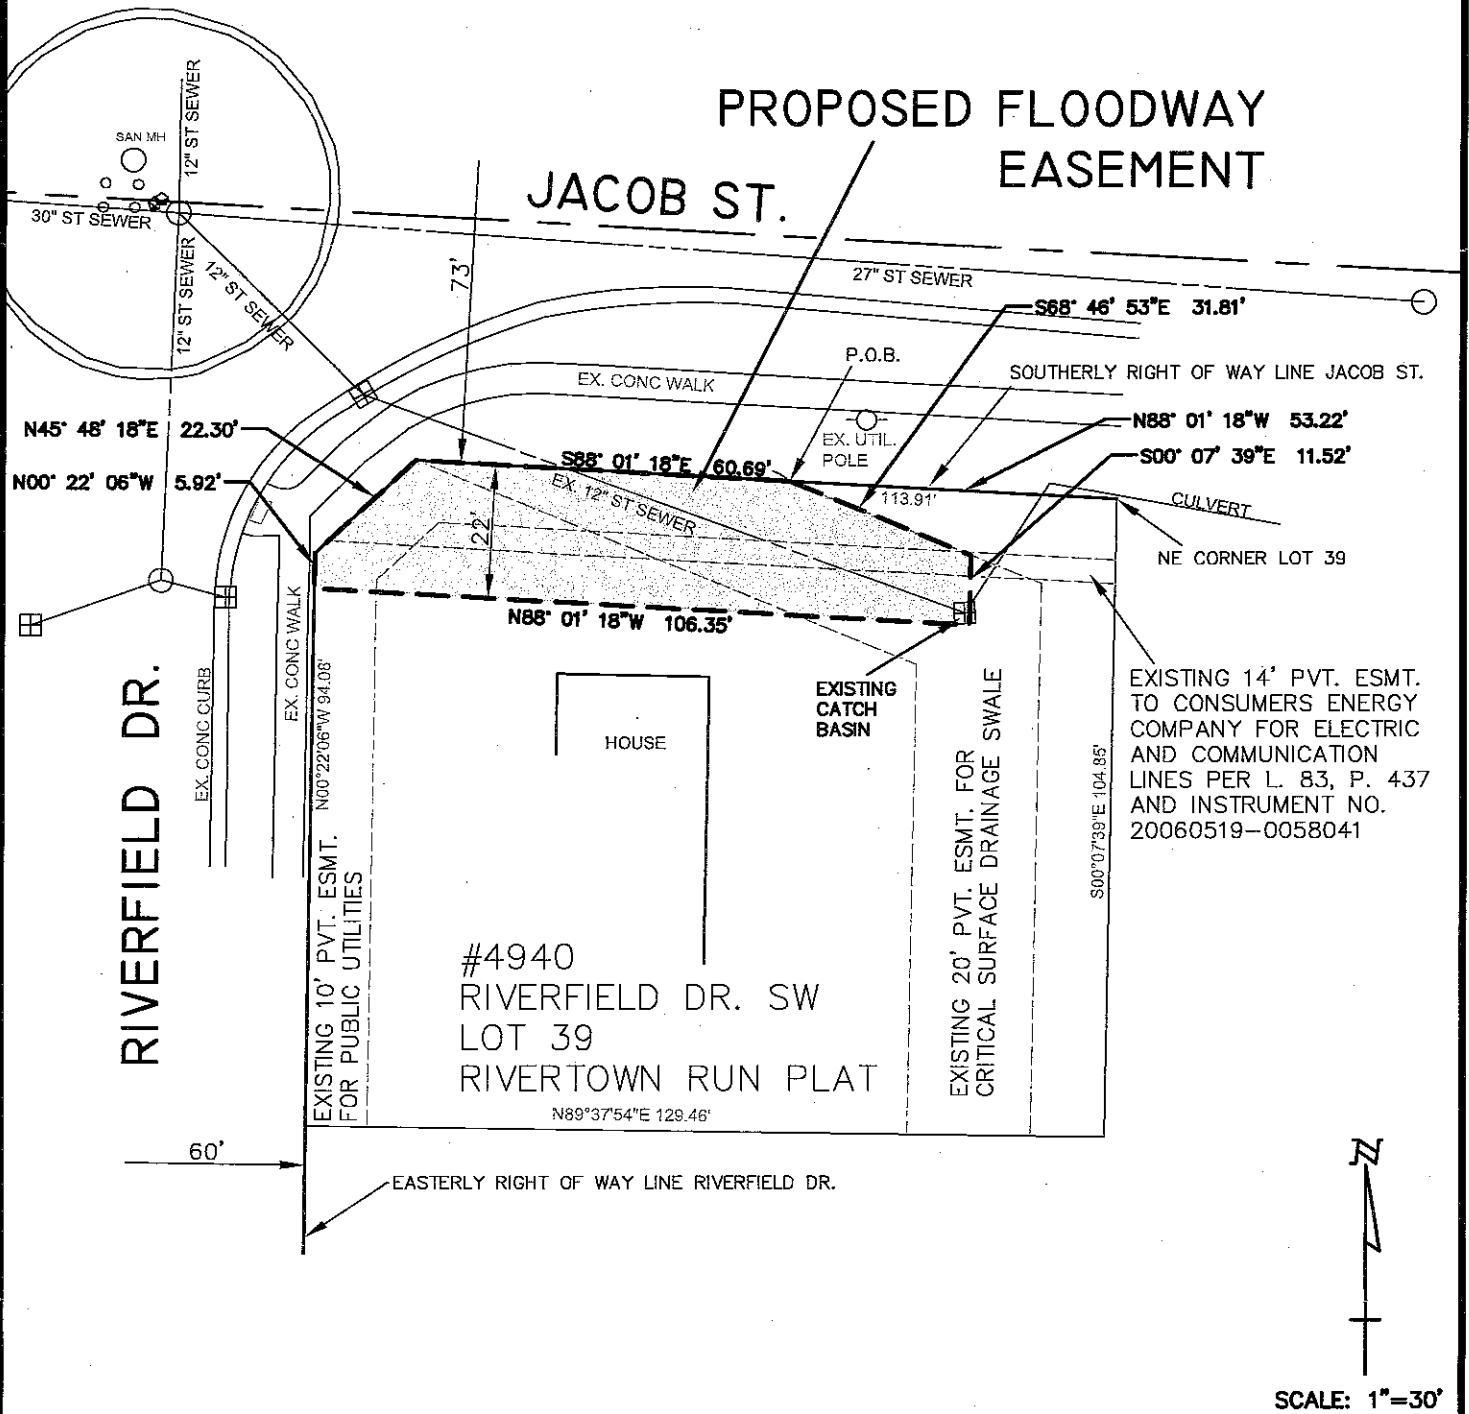 PROPOSED FLOODWAY
EASEMENT
JACOB ST.
SAN MH
12" ST SEWER
30" ST SEWER
12" ST SEWER
12" ST SEWER
73'
27" ST SEWER
S68° 46' 53"E 31.81'
P.O.B.
SOUTHERLY RIGHT OF WAY LINE JACOB ST.
EX. CONC WALK
N45° 48' 18"E 22.30'
N88° 01' 18"W 53.22'
EX. UTIL.
POLE
S00° 07' 39"E 11.52'
N00° 22' 06"W 5.92'
S88° 01' 18"E 60.69'
EX. 12" ST SEWER
113.91'
CULVERT
22'
NE CORNER LOT 39
N88° 01' 18"W 106.35'
RIVERFIELD DR.
EX. CONC CURB
EX. CONC WALK
N00°22'06"W 94.08'
EXISTING 10' PVT. ESMT.
FOR PUBLIC UTILITIES
HOUSE
EXISTING
CATCH
BASIN
EXISTING 20' PVT. ESMT. FOR
CRITICAL SURFACE DRAINAGE SWALE
S00°07'39"E 104.85'
EXISTING 14' PVT. ESMT.
TO CONSUMERS ENERGY
COMPANY FOR ELECTRIC
AND COMMUNICATION
LINES PER L. 83, P. 437
AND INSTRUMENT NO.
20060519-0058041
#4940
RIVERFIELD DR. SW
LOT 39
RIVERTOWN RUN PLAT
N89°37'54"E 129.46'
60'
EASTERLY RIGHT OF WAY LINE RIVERFIELD DR.
N
SCALE: 1"=30'